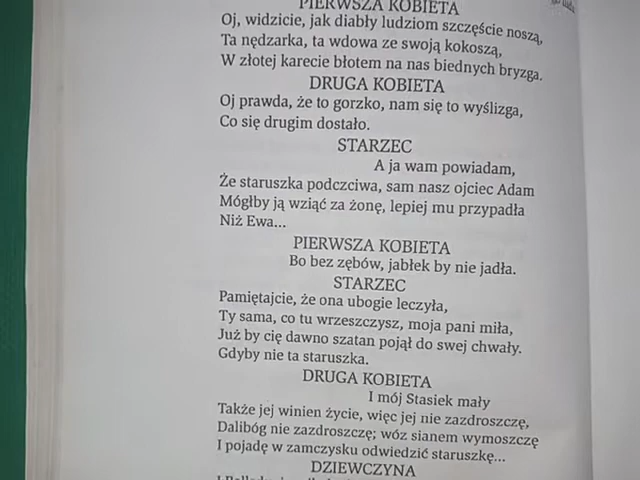 PIERWSZA KOBIETA
Oj, widzicie, jak diabły ludziom szczęście noszą,
Ta nędzarka, ta wdowa ze swoją kokoszą,
W złotej karecie błotem na nas biednych bryzga.
DRUGA KOBIETA
Oj prawda, że to gorzko, nam się to wyślizga,
Co się drugim dostało.
STARZEC
A ja wam powiadam,
Że staruszka podczciwa, sam nasz ojciec Adam
Mógłby ją wziąć za żonę, lepiej mu przypadła
Niż Ewa...
PIERWSZA KOBIETA
Bo bez zębów, jabłek by nie jadła.
STARZEC
Pamiętajcie, że ona ubogie leczyła,
Ty sama, co tu wrzeszczysz, moja pani miła,
Już by cię dawno szatan pojął do swej chwały.
Gdyby nie ta staruszka.
DRUGA KOBIETA
I mój Stasiek mały
Także jej winien życie, więc jej nie zazdroszczę,
Dalibóg nie zazdroszczę; wóz sianem wymoszczę
I pojadę w zamczysku odwiedzić staruszkę...
DZIEWCZYNA